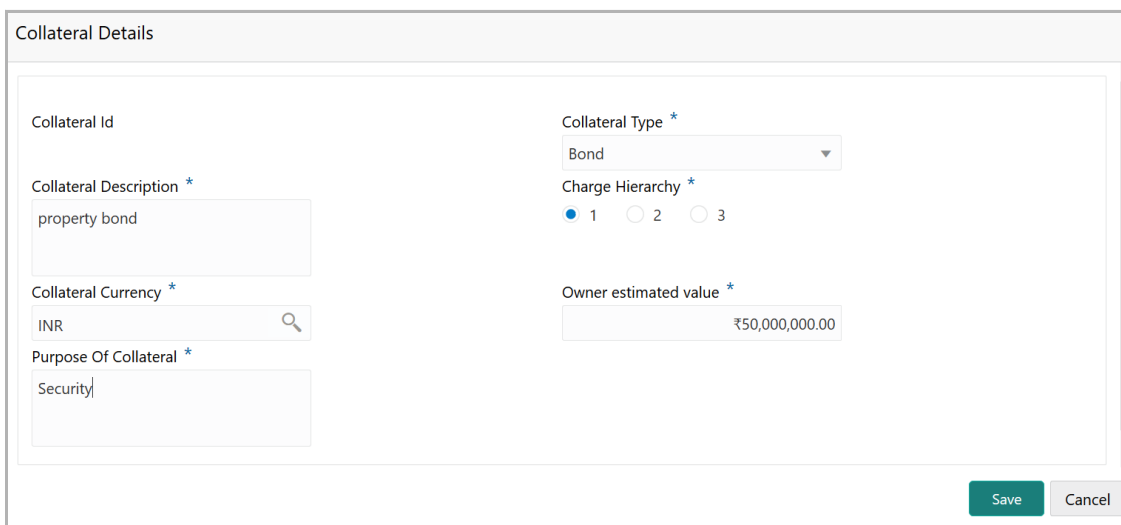 Collateral Details
Collateral Id
Collateral Type *
Bond
Collateral Description *
property bond
Charge Hierarchy *
1 2 3
Collateral Currency *
INR
Owner estimated value *
₹50,000,000.00
Purpose Of Collateral *
Security
Save Cancel